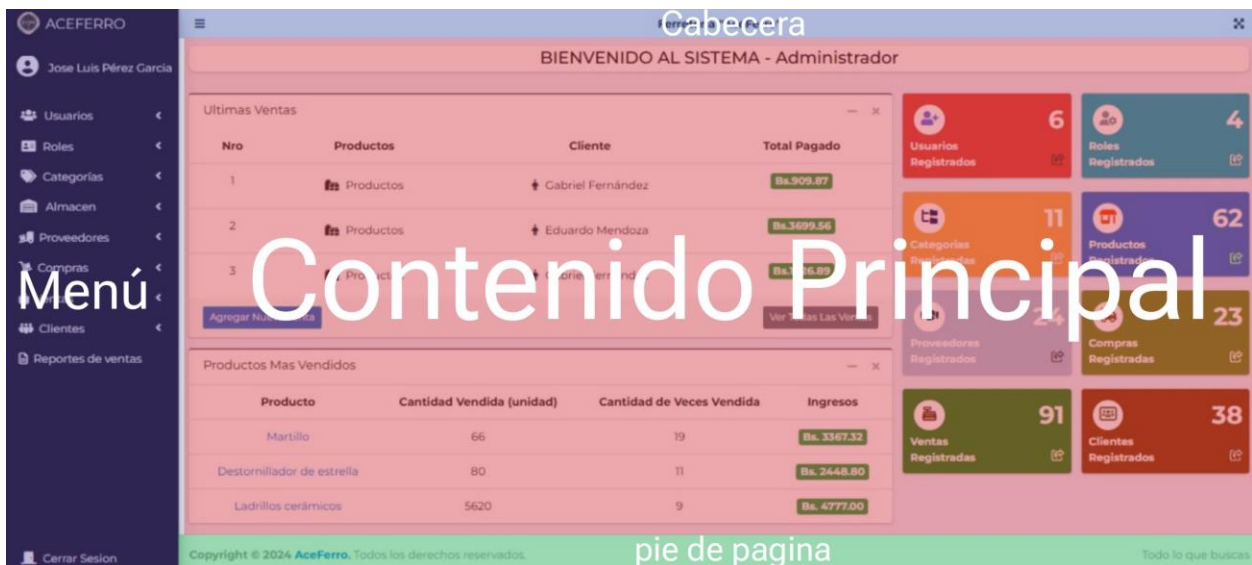 ACEFERRO
Cabecera
Jose Luis Pérez Garcia
BIENVENIDO AL SISTEMA - Administrador
Menú
Usuarios
Roles
Categorías
Almacen
Proveedores
Compras
Clientes
Reportes de ventas
Cerrar Sesion
Contenido Principal
Ultimas Ventas
Nro Productos Cliente Total Pagado
1 Productos Gabriel Fernández Bs.909.87
2 Productos Eduardo Mendoza Bs.3699.56
3
Agregar Ver Las
Productos Mas Vendidos
Producto Cantidad Vendida (unidad) Cantidad de Veces Vendida Ingresos
Martillo 66 19 Bs. 3367.32
Destornillador de estrella 80 11 Bs. 2448.80
Ladrillos cerámicos 5620 9 Bs. 4777.00
6
Usuarios
Registrados
4
Roles
Registrados
11
Categorias
62
Productos
24
Proveedores
Registrados
23
Compras
Registradas
91
Ventas
Registradas
38
Clientes
Registrados
pie de pagina
Copyright © 2024 AceFerro. Todos los derechos reservados.
Todo lo que buscas